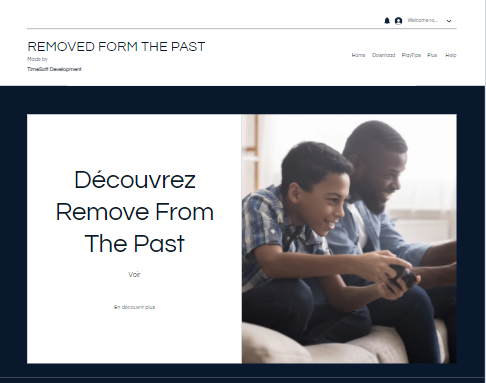 Welcome ro...
REMOVED FORM THE PAST
Made by
TimeSoft Development
Home Download PlayTips Plus Help
Découvrez
Remove From
The Past
Voir
En découvrir plus